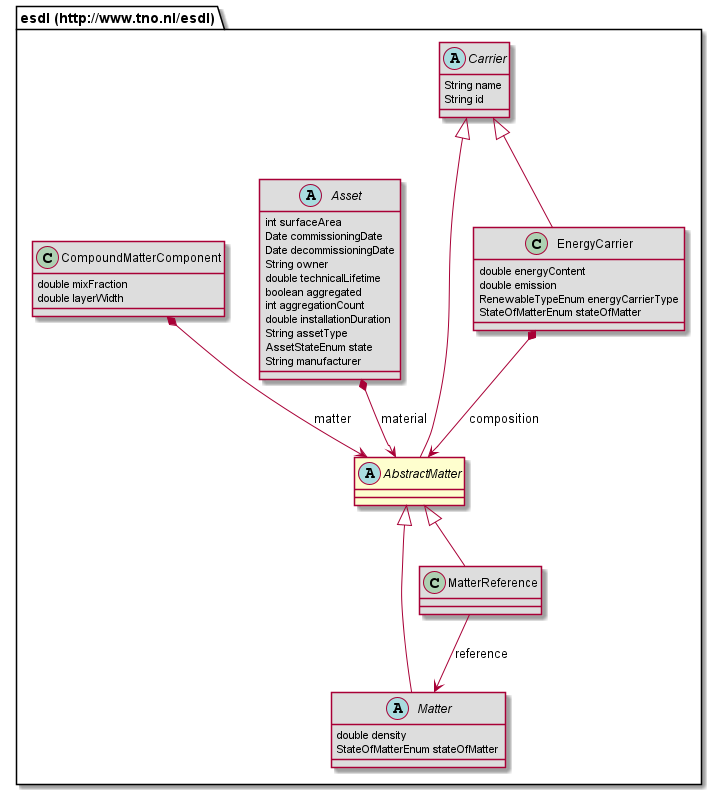 esdl (http://www.tno.nl/esdl)
A Carrier
String name
String id
A Asset
int surfaceArea
Date commissioningDate
Date decommissioningDate
String owner
double technicalLifetime
boolean aggregated
int aggregationCount
double installationDuration
String assetType
AssetStateEnum state
String manufacturer
C CompoundMatterComponent
double mixFraction
double layerWidth
C EnergyCarrier
double energyContent
double emission
RenewableTypeEnum energyCarrierType
StateOfMatterEnum stateOfMatter
matter
material
composition
A AbstractMatter
C MatterReference
reference
A Matter
double density
StateOfMatterEnum stateOfMatter